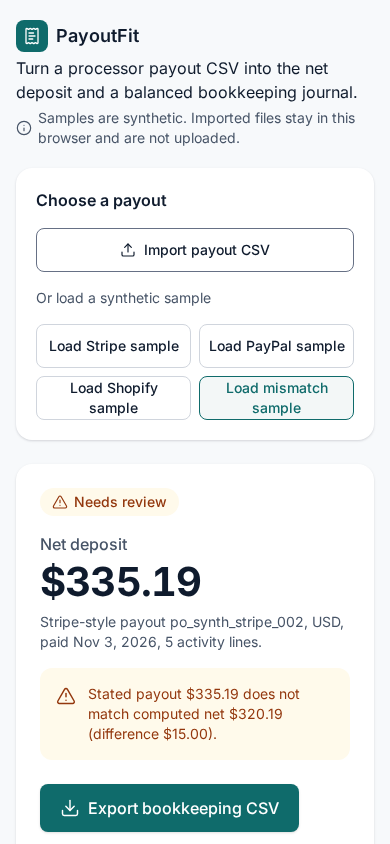 PayoutFit
Turn a processor payout CSV into the net
deposit and a balanced bookkeeping journal.
Samples are synthetic. Imported files stay in this
browser and are not uploaded.
Choose a payout
Import payout CSV
Or load a synthetic sample
Load Stripe sample
Load PayPal sample
Load Shopify
sample
Load mismatch
sample
Needs review
Net deposit
$335.19
Stripe-style payout po_synth_stripe_002, USD,
paid Nov 3, 2026, 5 activity lines.
Stated payout $335.19 does not
match computed net $320.19
(difference $15.00).
Export bookkeeping CSV